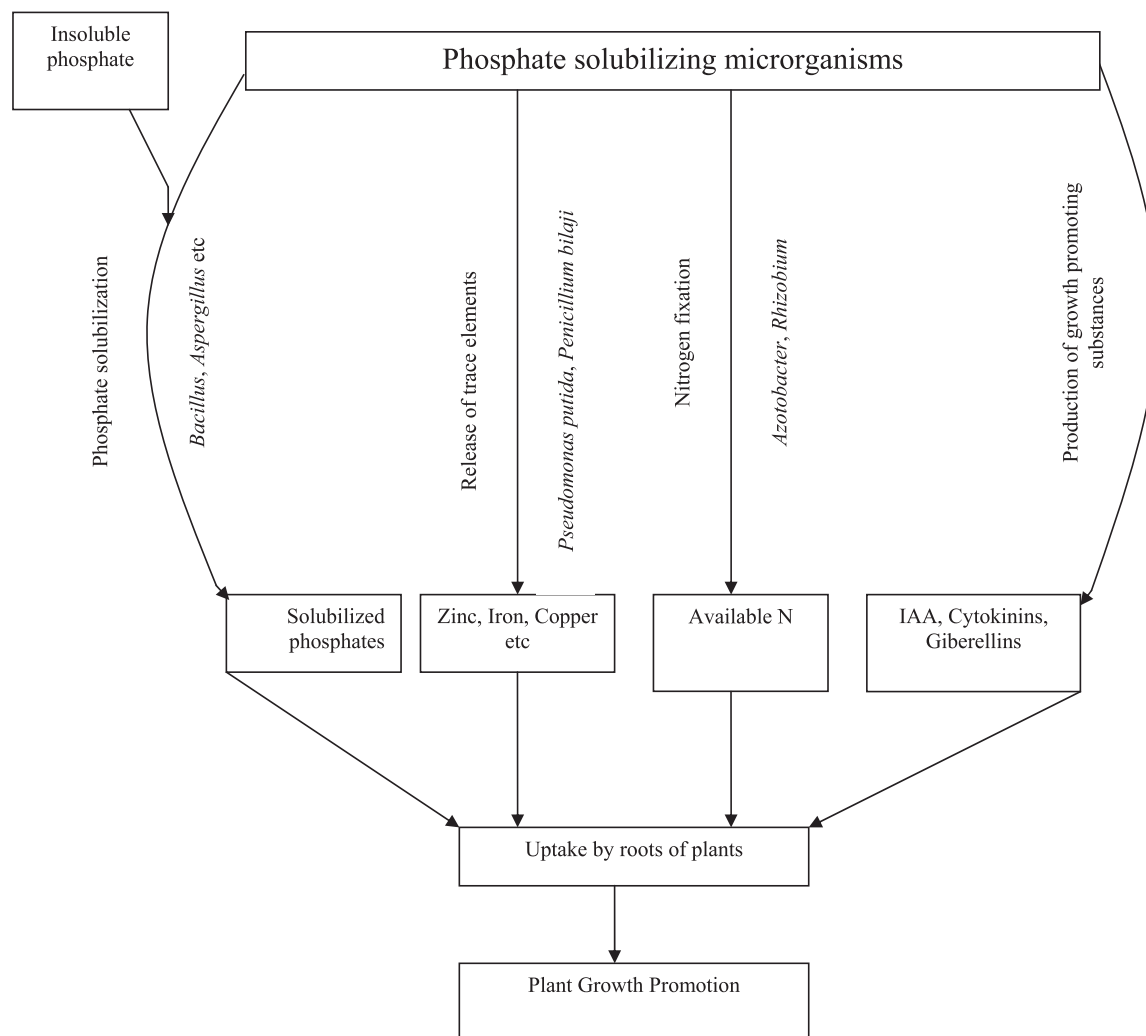 Insoluble
phosphate
Phosphate solubilizing microrganisms
Phosphate solubilization
Bacillus, Aspergillus etc
Release of trace elements
Pseudomonas putida, Penicillium bilaji
Nitrogen fixation
Azotobacter, Rhizobium
Production of growth promoting
substances
Solubilized
phosphates
Zinc, Iron, Copper
etc
Available N
IAA, Cytokinins,
Giberellins
Uptake by roots of plants
Plant Growth Promotion